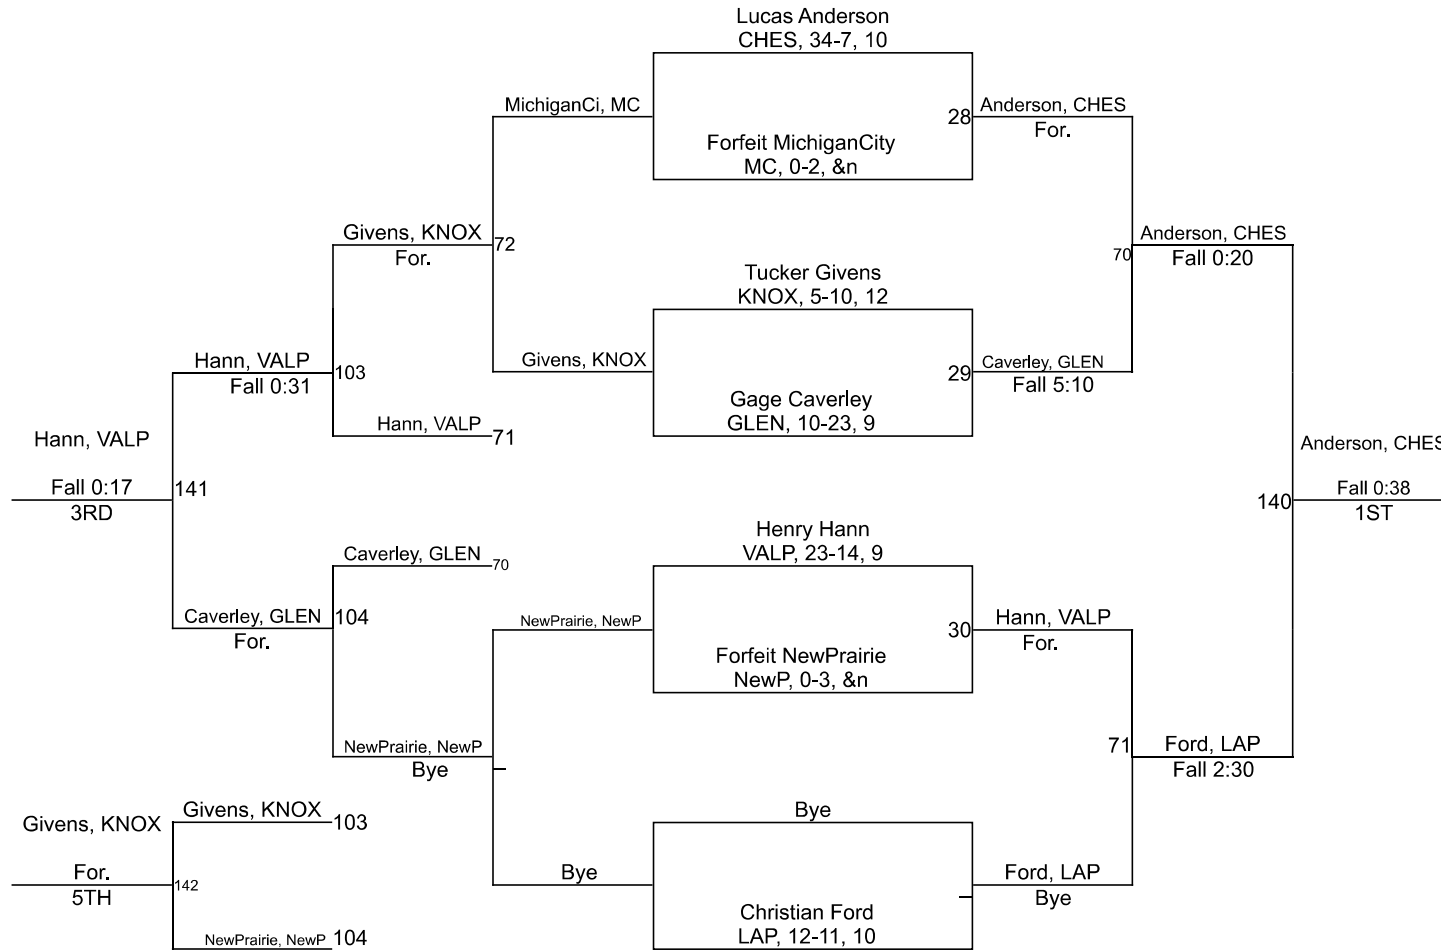 Lucas Anderson
CHES, 34-7, 10
MichiganCi, MC
28
Anderson, CHES
For.
Forfeit MichiganCity
MC, 0-2, &n
Givens, KNOX
For.
72
70
Anderson, CHES
Fall 0:20
Tucker Givens
KNOX, 5-10, 12
Hann, VALP
Fall 0:31
103
Givens, KNOX
29
Caverley, GLEN
Fall 5:10
Gage Caverley
GLEN, 10-23, 9
Hann, VALP
71
Hann, VALP
Fall 0:17
3RD
141
Anderson, CHES
140
Fall 0:38
1ST
Henry Hann
VALP, 23-14, 9
Caverley, GLEN
70
Caverley, GLEN
For.
104
NewPrairie, NewP
30
Hann, VALP
For.
Forfeit NewPrairie
NewP, 0-3, &n
NewPrairie, NewP
Bye
71
Ford, LAP
Fall 2:30
Givens, KNOX
Givens, KNOX
103
Bye
For.
5TH
142
Bye
Ford, LAP
Bye
Christian Ford
LAP, 12-11, 10
NewPrairie, NewP
104